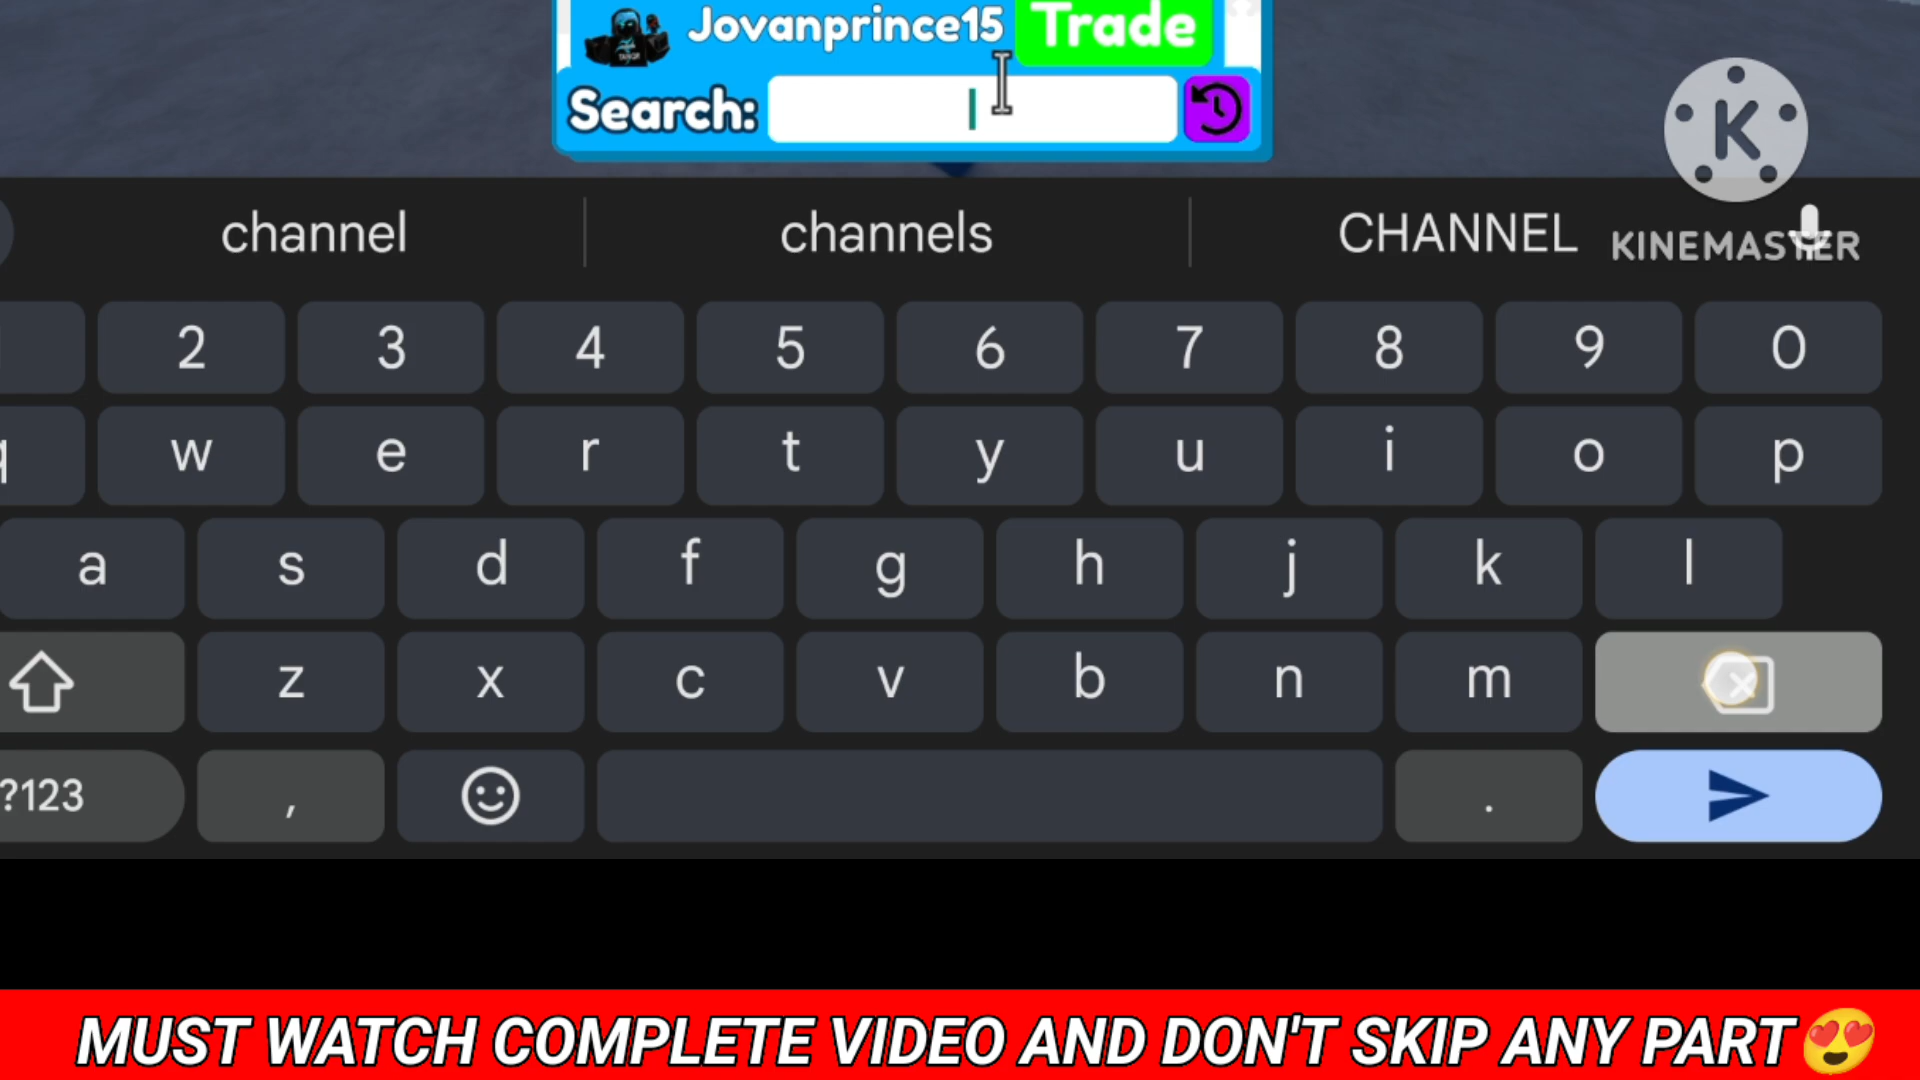 Jovanprince15 Trade
Search:
K
channel channels CHANNEL KINEMASTER
2 3 4 5 6 7 8 9 0
q w e r t y u i o p
a s d f g h j k l
z x c v b n m
?123 , .
MUST WATCH COMPLETE VIDEO AND DON'T SKIP ANY PART😍